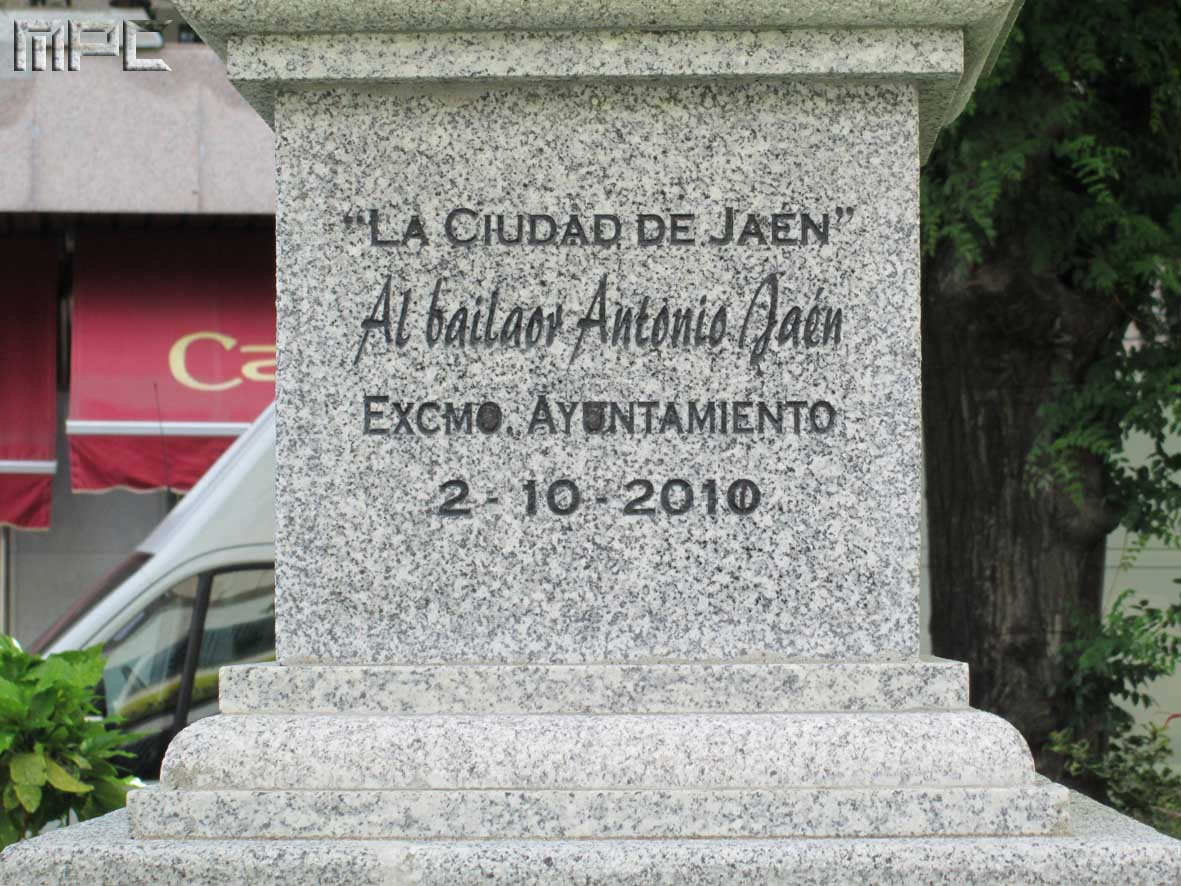 MPC
"LA CIUDAD DE JAÉN"
Al bailaor Antonio Jaén
EXCMO. AYUNTAMIENTO
2 - 10 - 2010
Ca